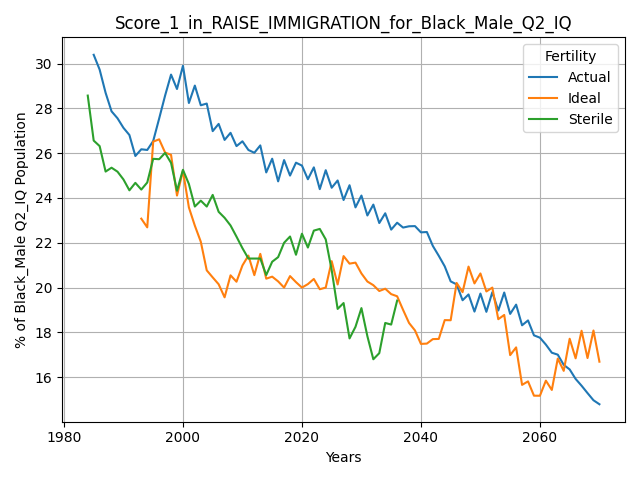 Score_1_in_RAISE_IMMIGRATION_for_Black_Male_Q2_IQ
% of Black_Male Q2_IQ Population
30
28
26
24
22
20
18
16
Fertility
Actual
Ideal
Sterile
1980
2000
2020
2040
2060
Years